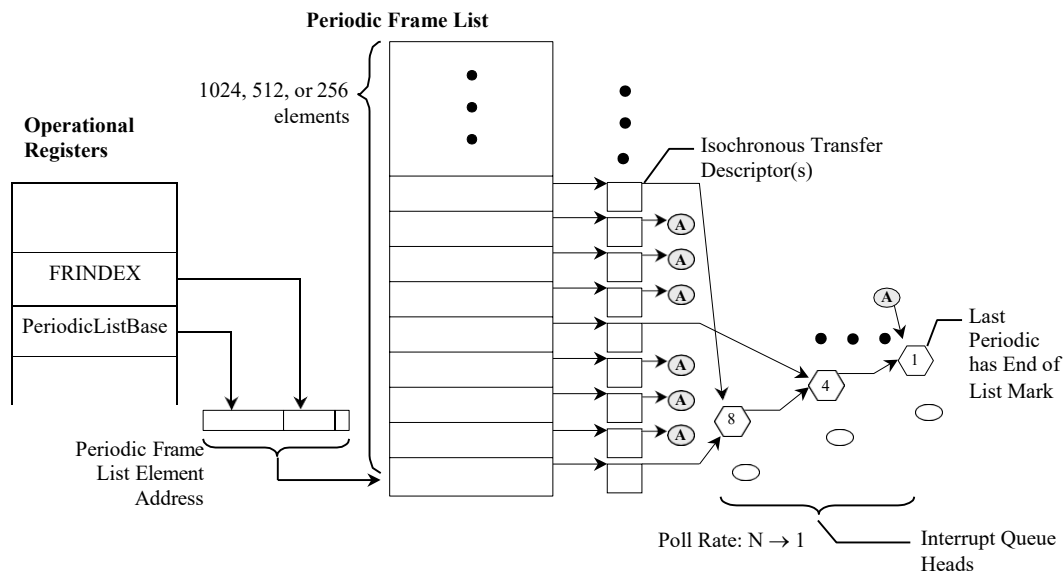 Periodic Frame List
1024, 512, or 256
elements
Operational
Registers
Isochronous Transfer
Descriptor(s)
A
A
FRINDEX
A
A
PeriodicListBase
Last
Periodic
has End of
List Mark
1
A
4
A
8
A
Periodic Frame
List Element
Address
Poll Rate: N → 1
Interrupt Queue
Heads